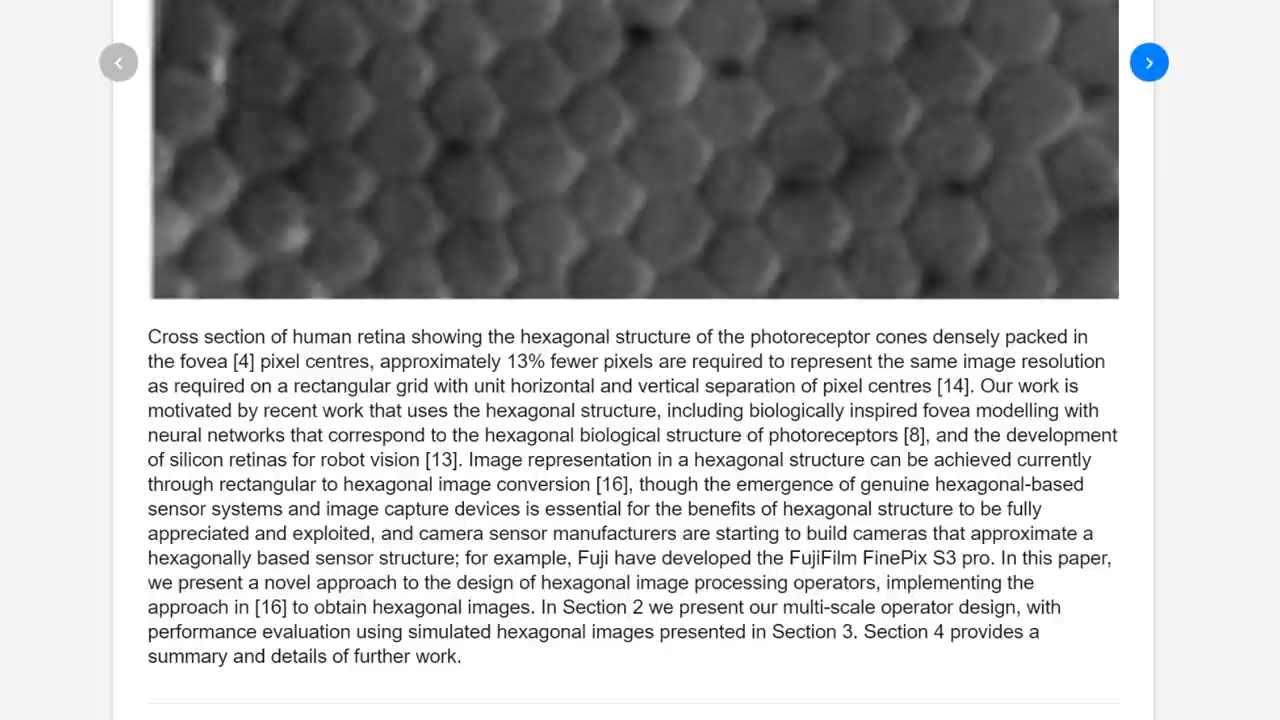 Cross section of human retina showing the hexagonal structure of the photoreceptor cones densely packed in
the fovea [4] pixel centres, approximately 13% fewer pixels are required to represent the same image resolution
as required on a rectangular grid with unit horizontal and vertical separation of pixel centres [14]. Our work is
motivated by recent work that uses the hexagonal structure, including biologically inspired fovea modelling with
neural networks that correspond to the hexagonal biological structure of photoreceptors [8], and the development
of silicon retinas for robot vision [13]. Image representation in a hexagonal structure can be achieved currently
through rectangular to hexagonal image conversion [16], though the emergence of genuine hexagonal-based
sensor systems and image capture devices is essential for the benefits of hexagonal structure to be fully
appreciated and exploited, and camera sensor manufacturers are starting to build cameras that approximate a
hexagonally based sensor structure; for example, Fuji have developed the FujiFilm FinePix S3 pro. In this paper,
we present a novel approach to the design of hexagonal image processing operators, implementing the
approach in [16] to obtain hexagonal images. In Section 2 we present our multi-scale operator design, with
performance evaluation using simulated hexagonal images presented in Section 3. Section 4 provides a
summary and details of further work.